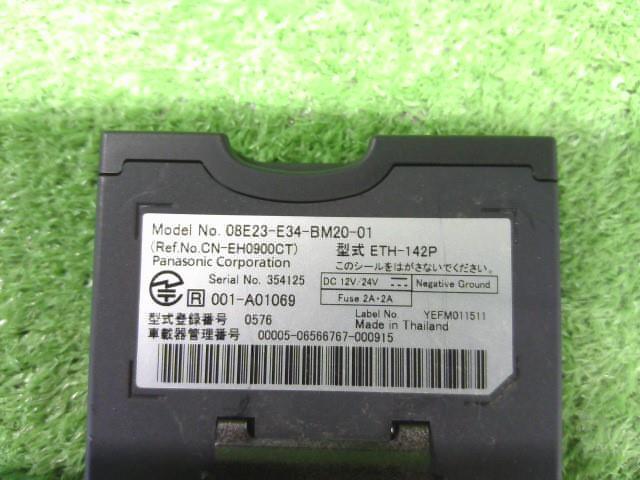 Model No. 08E23-E34-BM20-01
(Ref.No.CN-EH0900CT) 型式 ETH-142P
Panasonic Corporation このシールをはがさないでください。
Serial No. 354125 DC 12V/24V Negative Ground
R 001-A01069 Fuse 2A・2A
Label No. YEFM011511
型式登録番号 0576 Made in Thailand
車載器管理番号 00005-06566767-000915